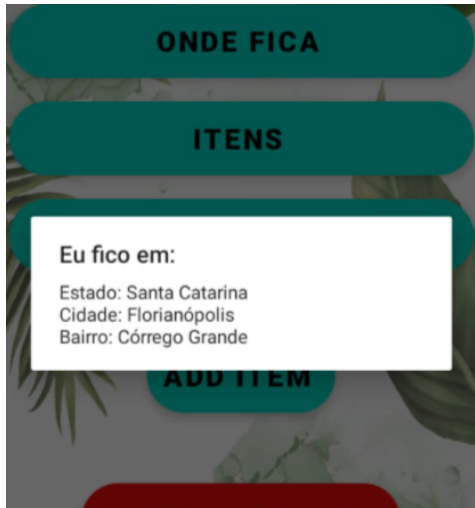 ONDE FICA
ITENS
Eu fico em:
Estado: Santa Catarina
Cidade: Florianópolis
Bairro: Córrego Grande
ADD ITEM